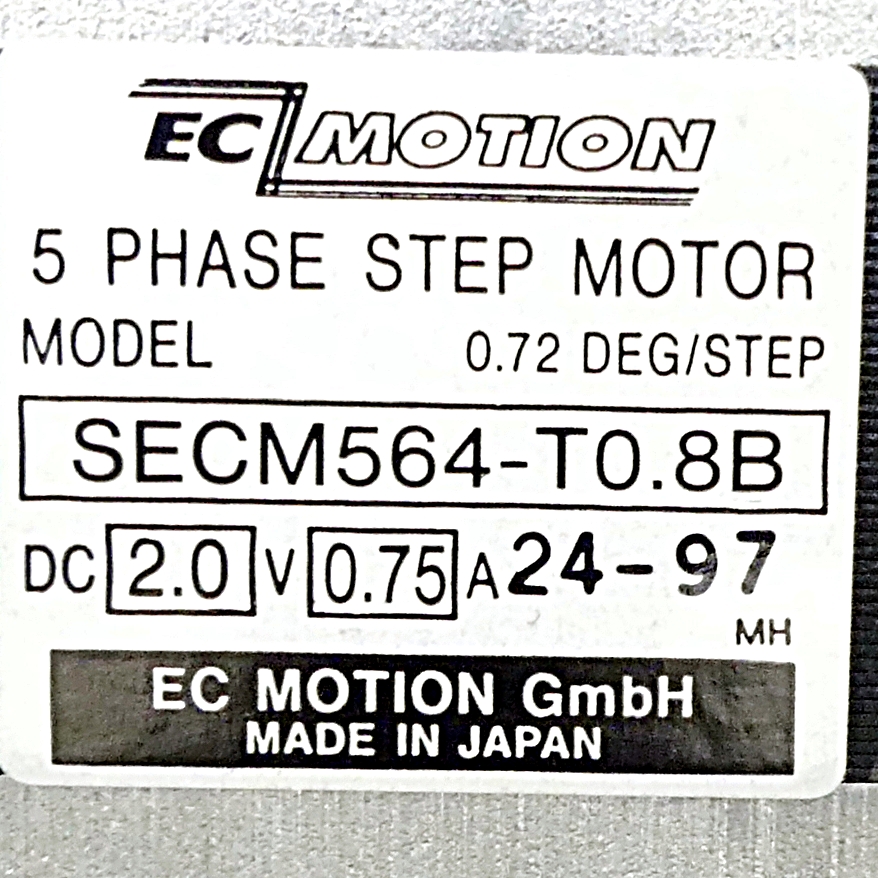 EC MOTION
5 PHASE STEP MOTOR
MODEL 0.72 DEG/STEP
SECM564-T0.8B
DC 2.0 V 0.75 A 24-97
MH
EC MOTION GmbH
MADE IN JAPAN